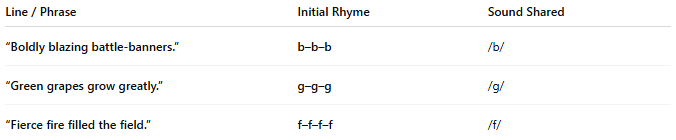 Line / Phrase Initial Rhyme Sound Shared
“Boldly blazing battle-banners.” b–b–b /b/
“Green grapes grow greatly.” g–g–g /g/
“Fierce fire filled the field.” f–f–f–f /f/